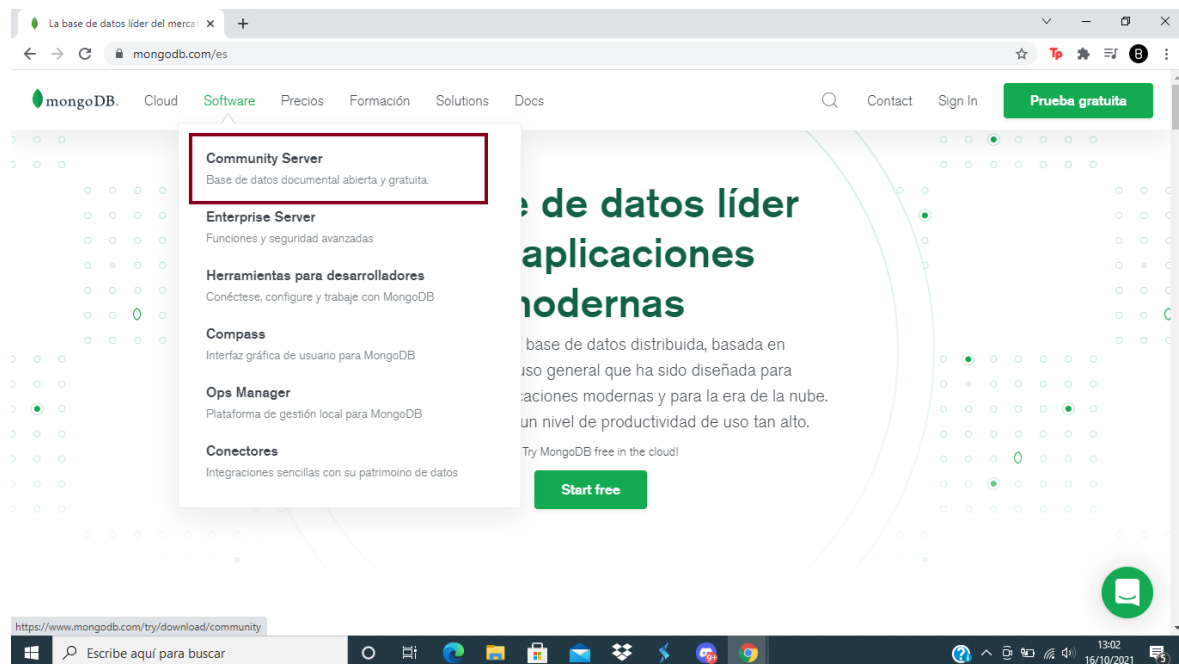 La base de datos líder del merca
mongodb.com/es
Tp
B
mongoDB.
Cloud
Software
Precios
Formación
Solutions
Docs
Contact
Sign In
Prueba gratuita
Community Server
Base de datos documental abierta y gratuita.
Enterprise Server
Funciones y seguridad avanzadas
Herramientas para desarrolladores
Conéctese, configure y trabaje con MongoDB
Compass
Interfaz gráfica de usuario para MongoDB
Ops Manager
Plataforma de gestión local para MongoDB
Conectores
Integraciones sencillas con su patrimoino de datos
de datos líder
aplicaciones
modernas
base de datos distribuida, basada en
uso general que ha sido diseñada para
caciones modernas y para la era de la nube.
un nivel de productividad de uso tan alto.
Try MongoDB free in the cloud!
Start free
https://www.mongodb.com/try/download/community
Escribe aquí para buscar
9+
13:02
16/10/2021
5